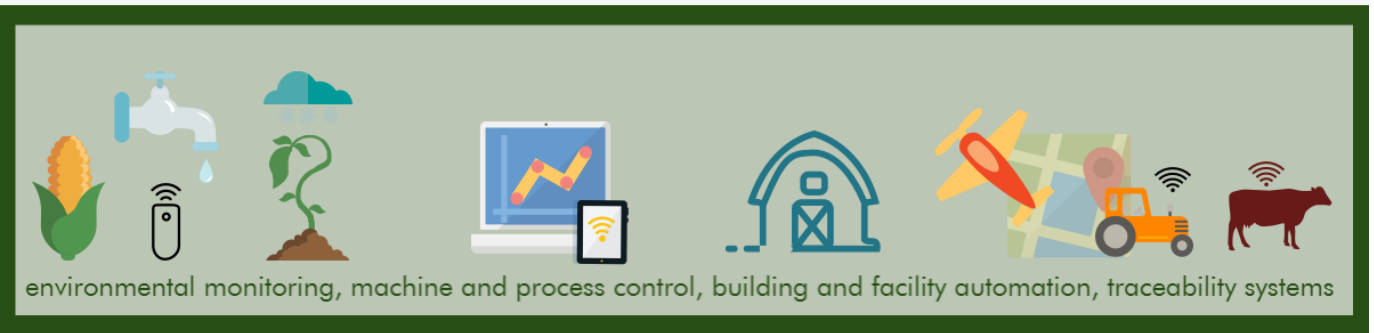 environmental monitoring, machine and process control, building and facility automation, traceability systems